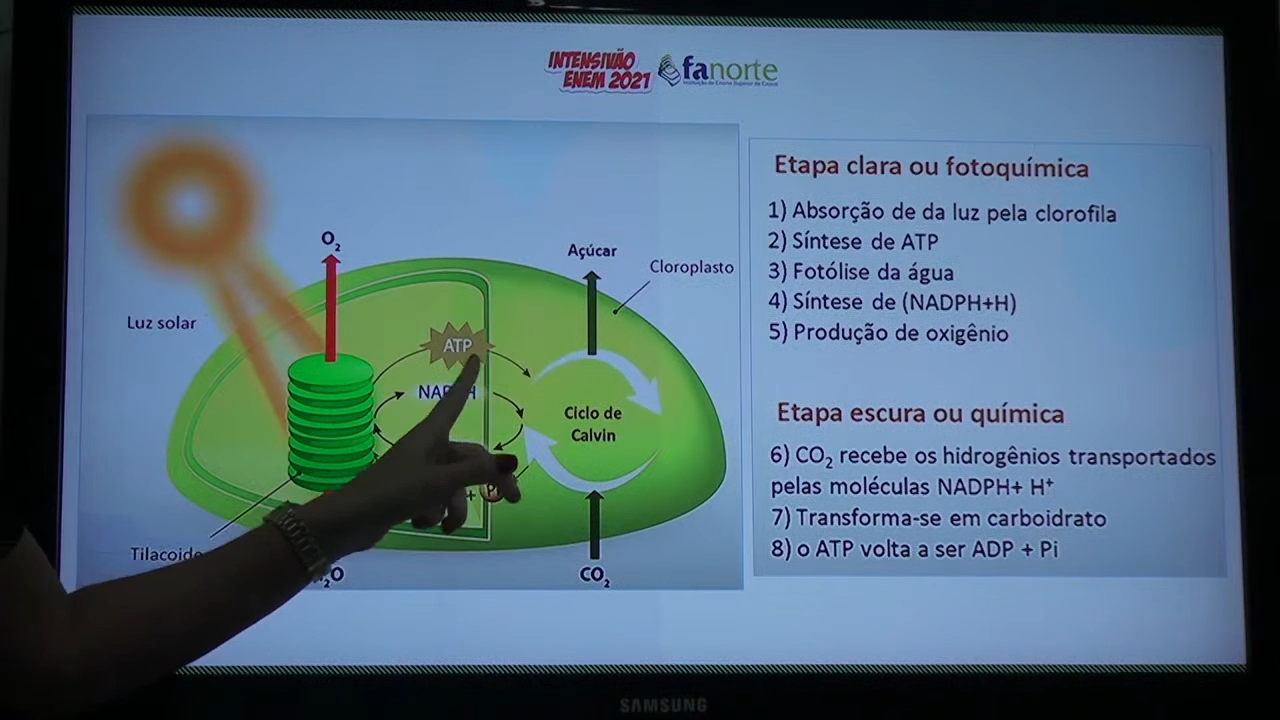 INTENSIVÃO
ENEM 2021
fanorte
O₂
Açúcar
Cloroplasto
Luz solar
ATP
Ciclo de
Calvin
+
Tilacoide
CO₂
Etapa clara ou fotoquímica
1) Absorção de da luz pela clorofila
2) Síntese de ATP
3) Fotólise da água
4) Síntese de (NADPH+H)
5) Produção de oxigênio
Etapa escura ou química
6) CO₂ recebe os hidrogênios transportados
pelas moléculas NADPH+ H⁺
7) Transforma-se em carboidrato
8) o ATP volta a ser ADP + Pi
SAMSUNG